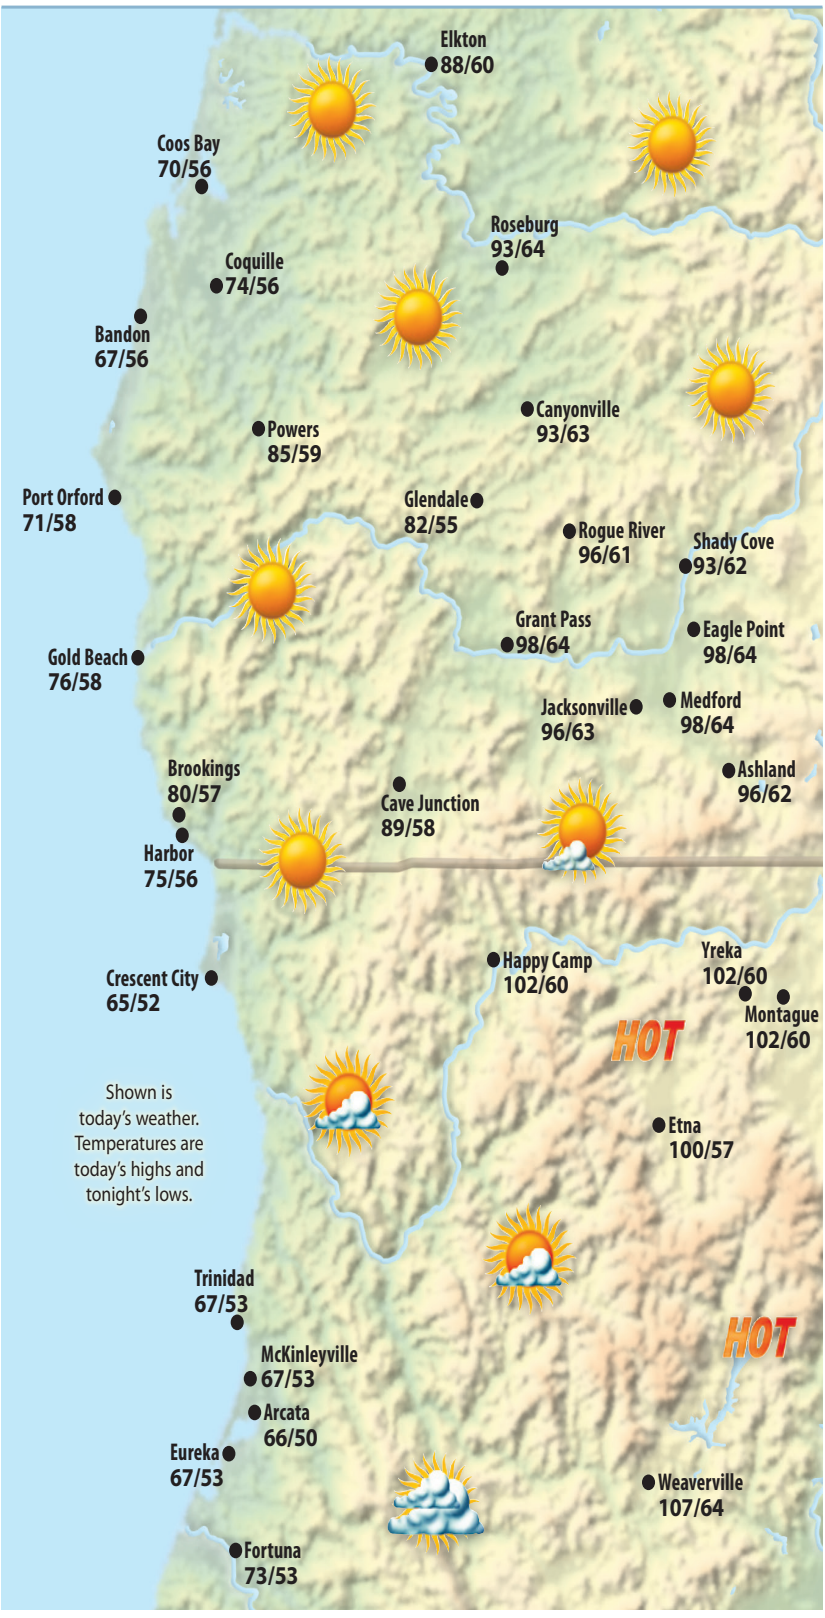 Elkton
88/60
Coos Bay
70/56
Roseburg
93/64
Coquille
74/56
Bandon
67/56
Canyonville
93/63
Powers
85/59
Port Orford
71/58
Glendale
82/55
Rogue River
96/61
Shady Cove
93/62
Grant Pass
98/64
Eagle Point
98/64
Gold Beach
76/58
Jacksonville
96/63
Medford
98/64
Brookings
80/57
Cave Junction
89/58
Ashland
96/62
Harbor
75/56
Crescent City
65/52
Happy Camp
102/60
Yreka
102/60
Montague
102/60
HOT
Shown is
today's weather.
Temperatures are
today's highs and
tonight's lows.
Etna
100/57
Trinidad
67/53
HOT
McKinleyville
67/53
Arcata
66/50
Eureka
67/53
Weaverville
107/64
Fortuna
73/53